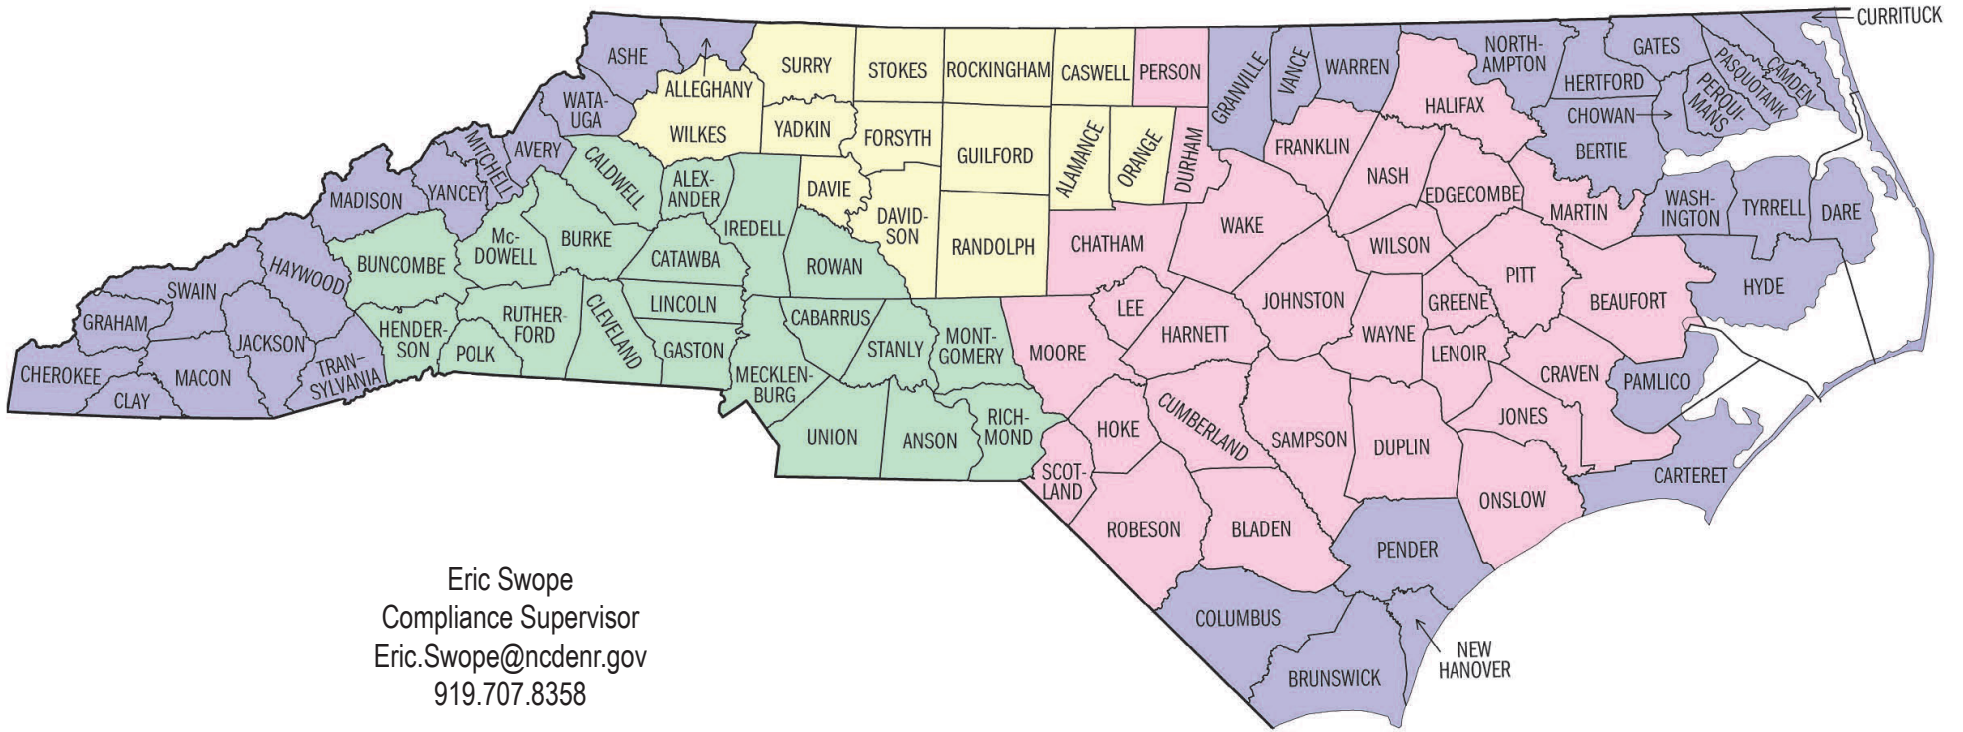 CURRITUCK
ASHE
ALLEGHANY
SURRY
STOKES
ROCKINGHAM
CASWELL
PERSON
GRANVILLE
VANCE
WARREN
HALIFAX
NORTH-
AMPTON
HERTFORD
GATES
PASQUOTANK
CAMDEN
PERQUI-
MANS
CHOWAN
BERTIE
WATA-
UGA
WILKES
YADKIN
FORSYTH
GUILFORD
ALAMANCE
ORANGE
DURHAM
FRANKLIN
NASH
EDGECOMBE
MARTIN
WASH-
INGTON
TYRRELL
DARE
MITCHELL
AVERY
CALDWELL
ALEX-
ANDER
DAVIE
MADISON
YANCEY
IREDELL
DAVID-
SON
RANDOLPH
CHATHAM
WAKE
WILSON
PITT
BEAUFORT
HYDE
HAYWOOD
BUNCOMBE
Mc-
DOWELL
BURKE
CATAWBA
ROWAN
SWAIN
GRAHAM
JACKSON
HENDER-
SON
RUTHER-
FORD
POLK
CLEVELAND
LINCOLN
GASTON
CABARRUS
STANLY
MONT-
GOMERY
MOORE
LEE
HARNETT
JOHNSTON
WAYNE
GREENE
LENOIR
CRAVEN
PAMLICO
CHEROKEE
CLAY
MACON
TRAN-
SYLVANIA
MECKLEN-
BURG
UNION
ANSON
RICH-
MOND
SCOT-
LAND
HOKE
CUMBERLAND
SAMPSON
DUPLIN
JONES
ONSLOW
CARTERET
ROBESON
BLADEN
PENDER
COLUMBUS
BRUNSWICK
NEW
HANOVER
Eric Swope
Compliance Supervisor
Eric.Swope@ncdenr.gov
919.707.8358